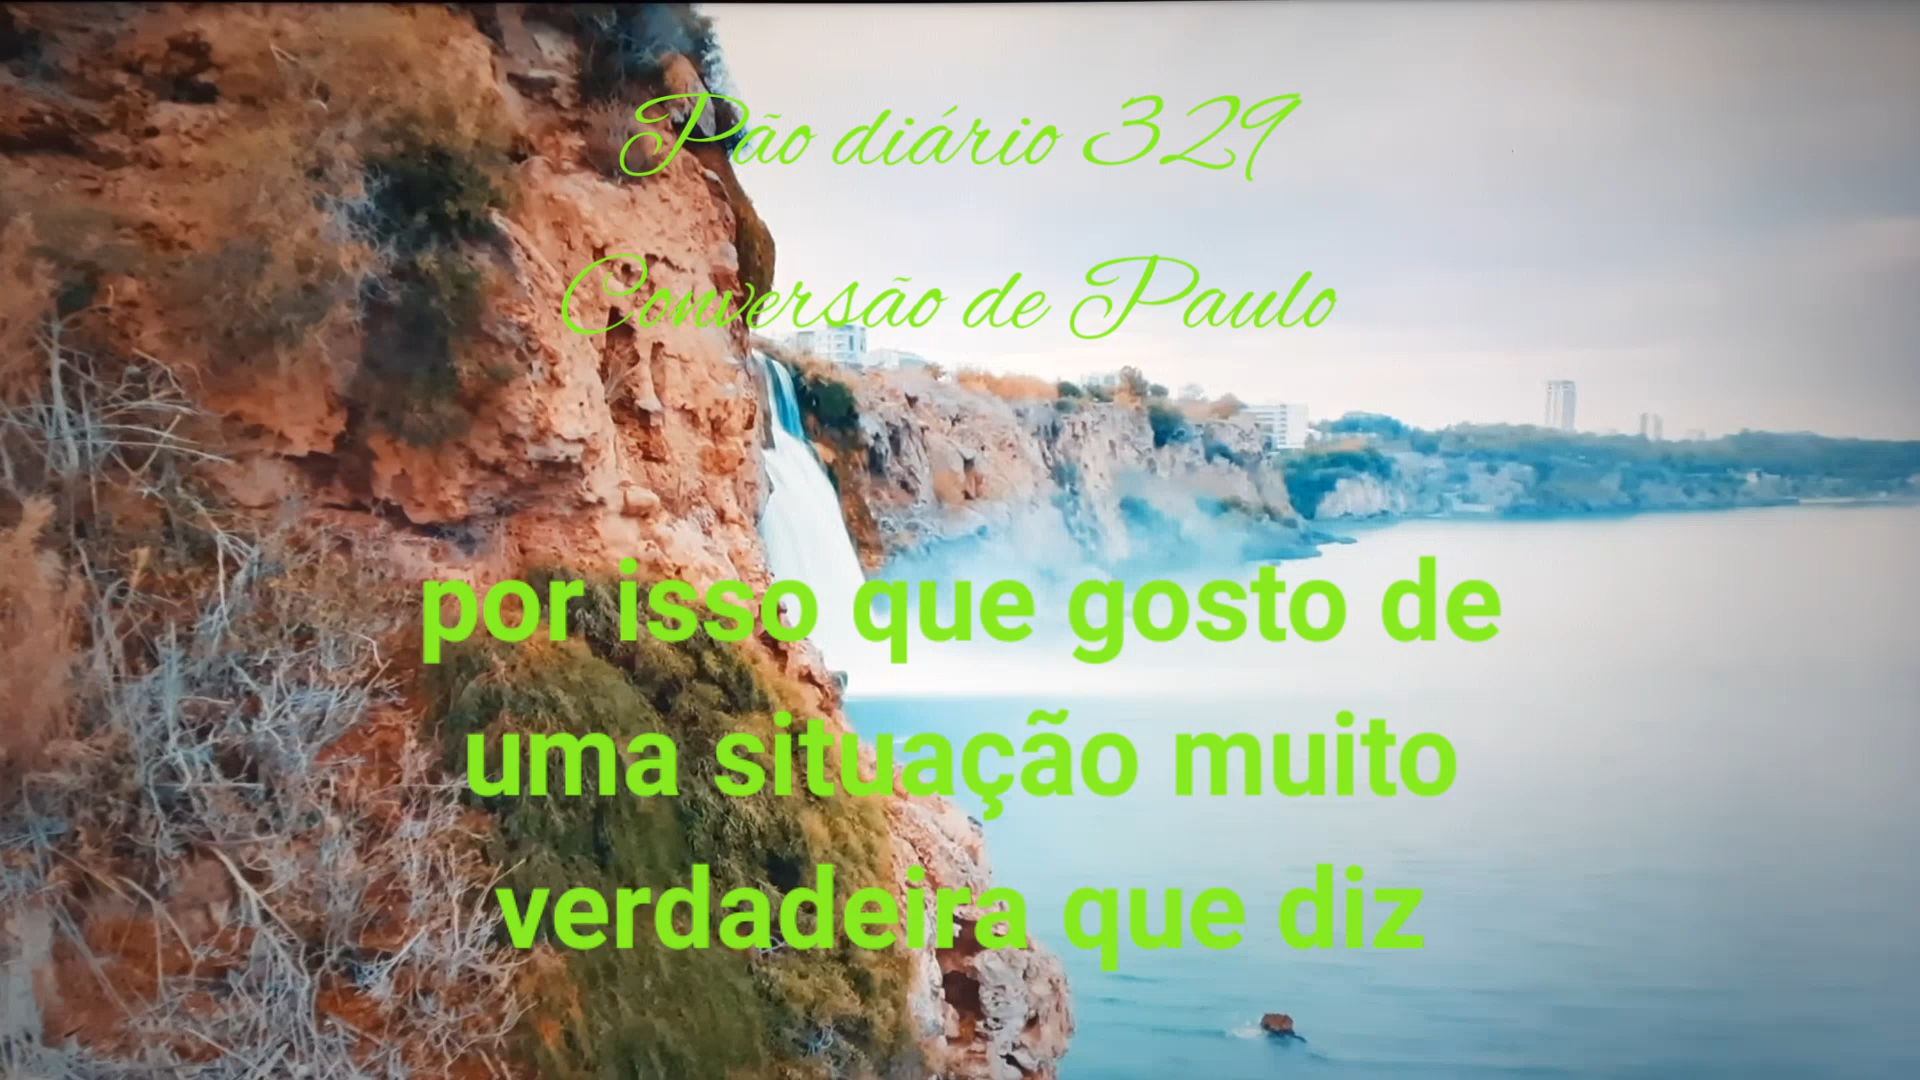 Pão diário 329
Conversão de Paulo
por isso que gosto de
uma situação muito
verdadeira que diz